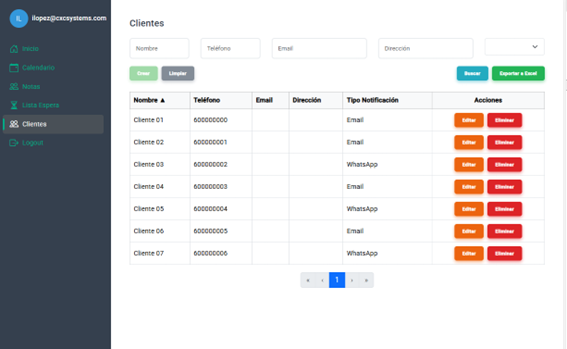 IL
ilopez@cxcsystems.com
Inicio
Calendario
Notas
Lista Espera
Clientes
Logout
Clientes
Nombre Teléfono Email Dirección
Crear Limpiar Buscar Exportar a Excel
Nombre ▲ Teléfono Email Dirección Tipo Notificación Acciones
Cliente 01 600000000 Email Editar Eliminar
Cliente 02 600000001 Email Editar Eliminar
Cliente 03 600000002 WhatsApp Editar Eliminar
Cliente 04 600000003 Email Editar Eliminar
Cliente 05 600000004 WhatsApp Editar Eliminar
Cliente 06 600000005 Email Editar Eliminar
Cliente 07 600000006 WhatsApp Editar Eliminar
« ‹ 1 › »